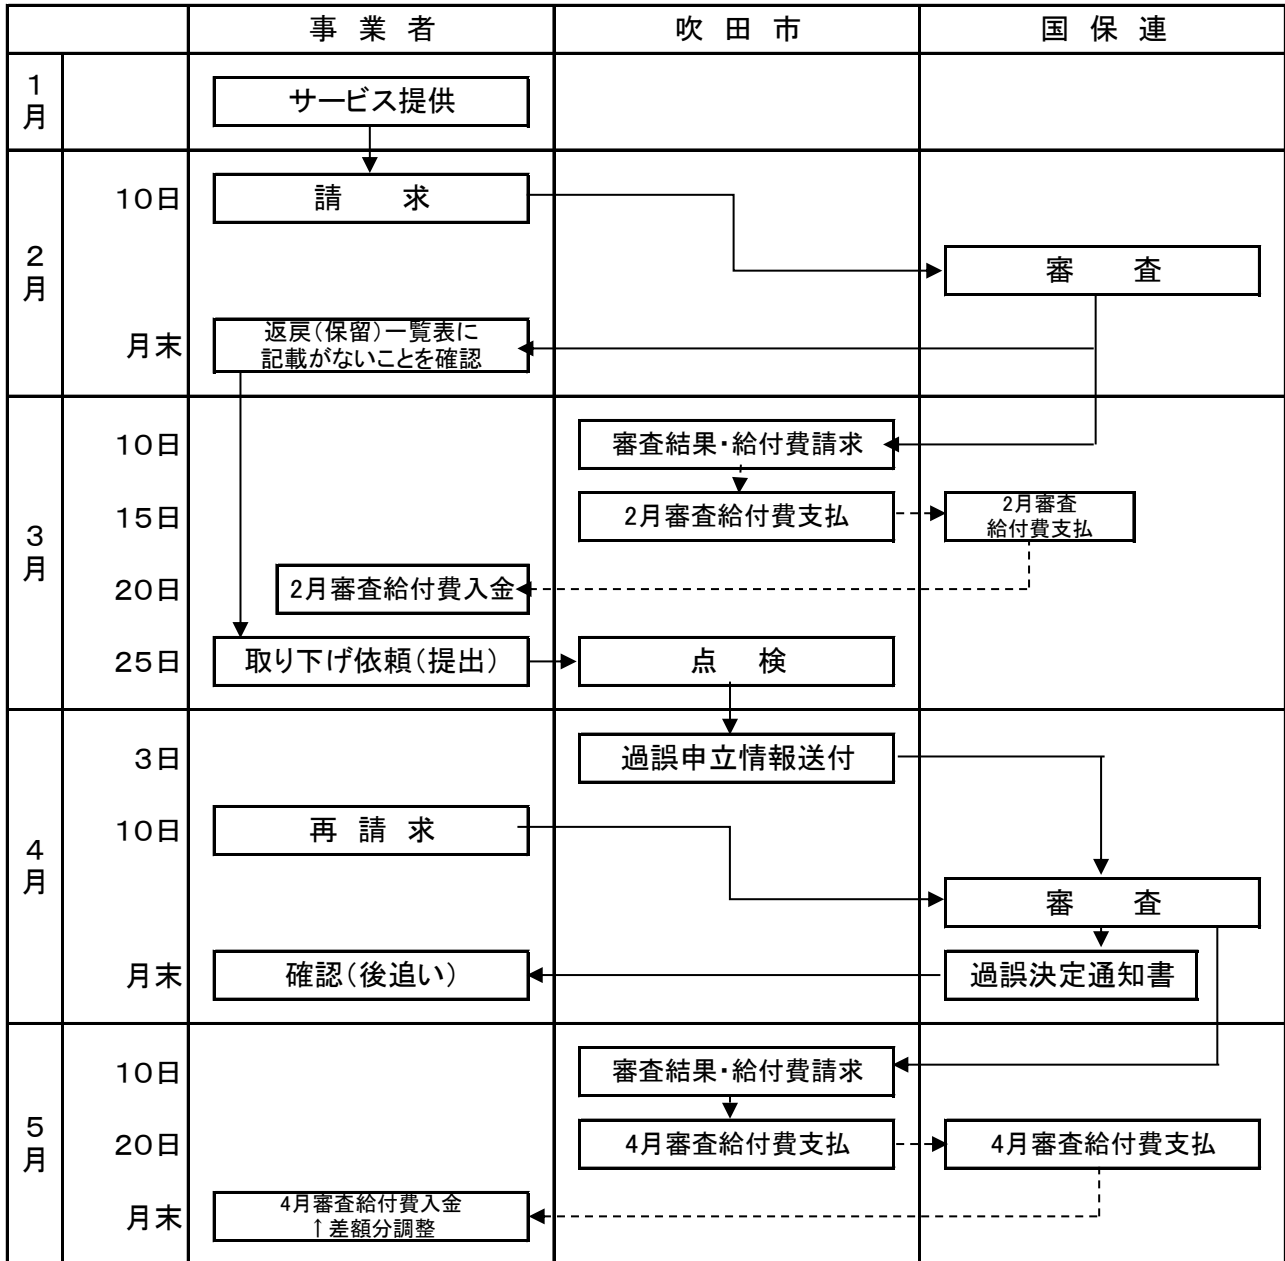 事 業 者
吹 田 市
国 保 連
1月
サービス提供
2月
10日
請 求
審 査
月末
返戻(保留)一覧表に
記載がないことを確認
3月
10日
審査結果・給付費請求
15日
2月審査給付費支払
2月審査
給付費支払
20日
2月審査給付費入金
25日
取り下げ依頼(提出)
点 検
4月
3日
過誤申立情報送付
10日
再 請 求
審 査
月末
確認(後追い)
過誤決定通知書
5月
10日
審査結果・給付費請求
20日
4月審査給付費支払
4月審査給付費支払
月末
4月審査給付費入金
↑差額分調整